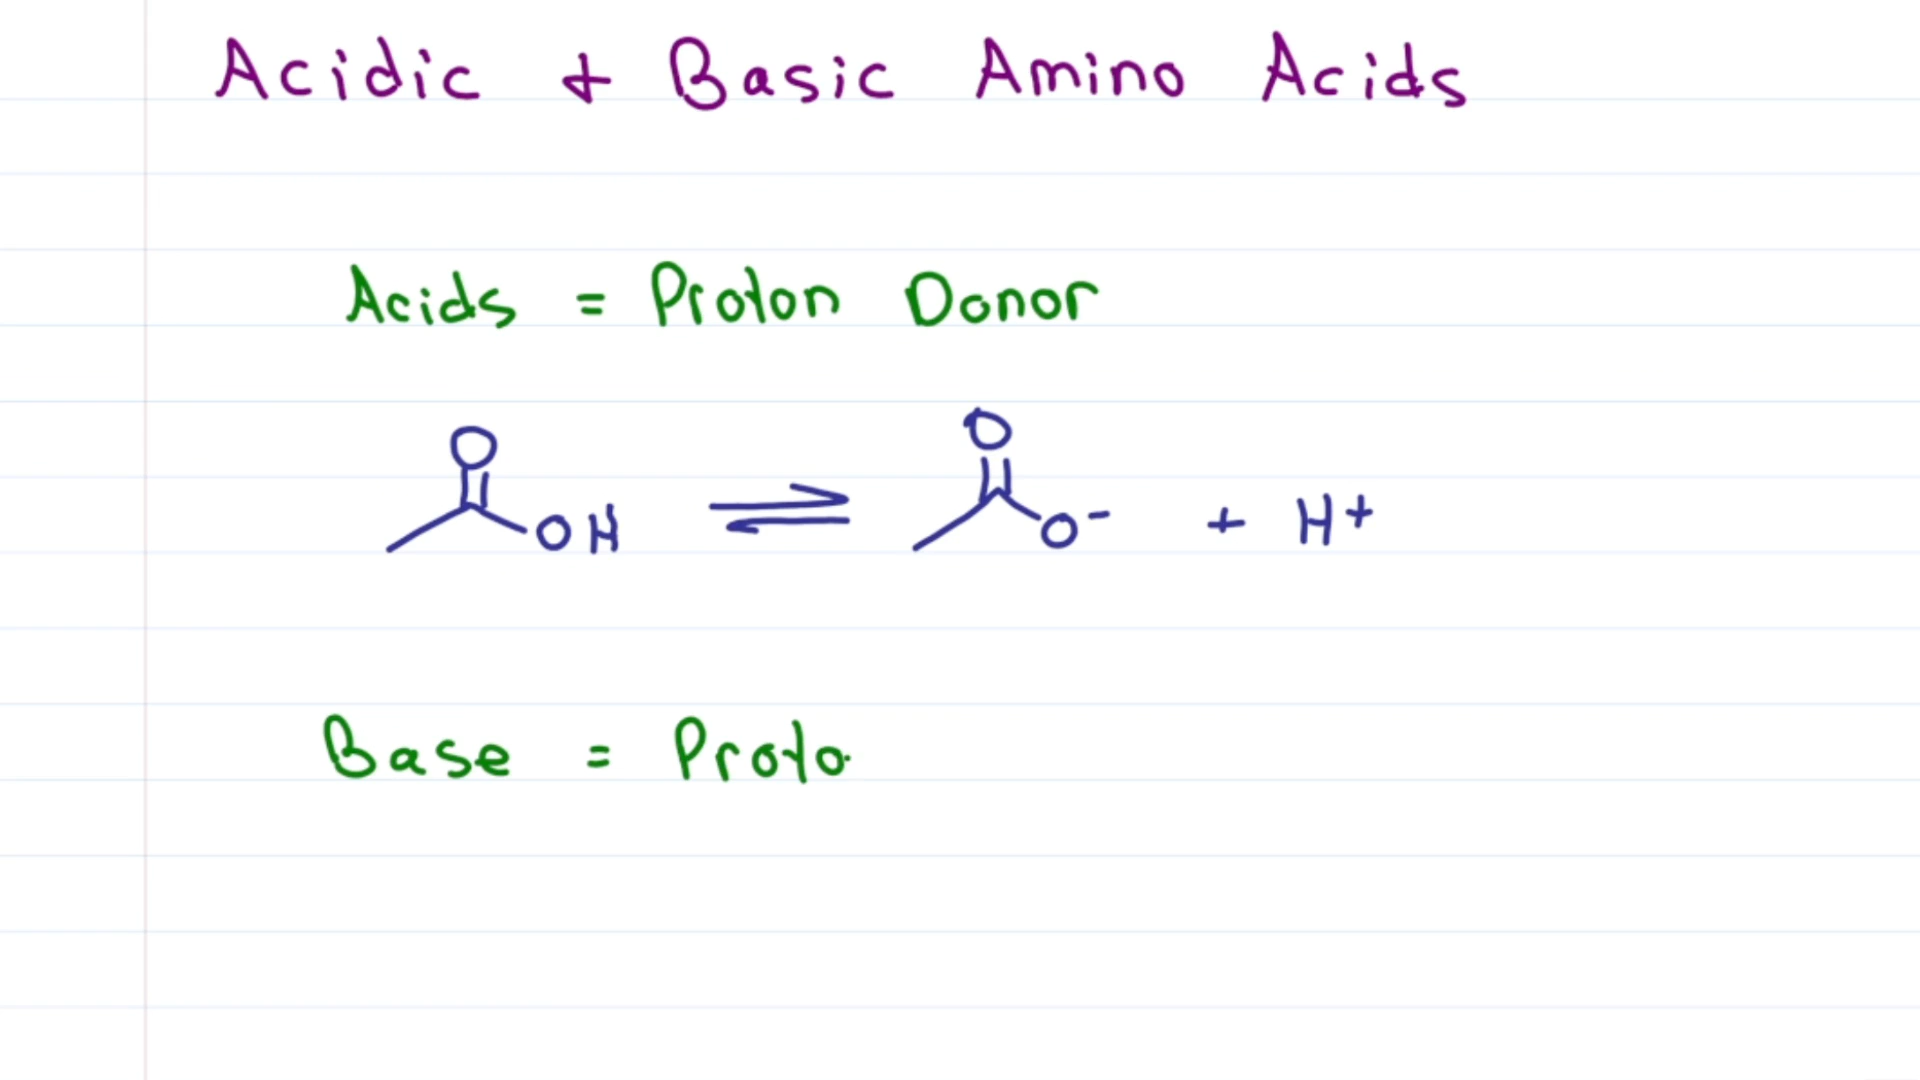 Acidic + Basic Amino Acids
Acids = Proton Donor
O O
OH ⇌ O- + H+
Base = Proto